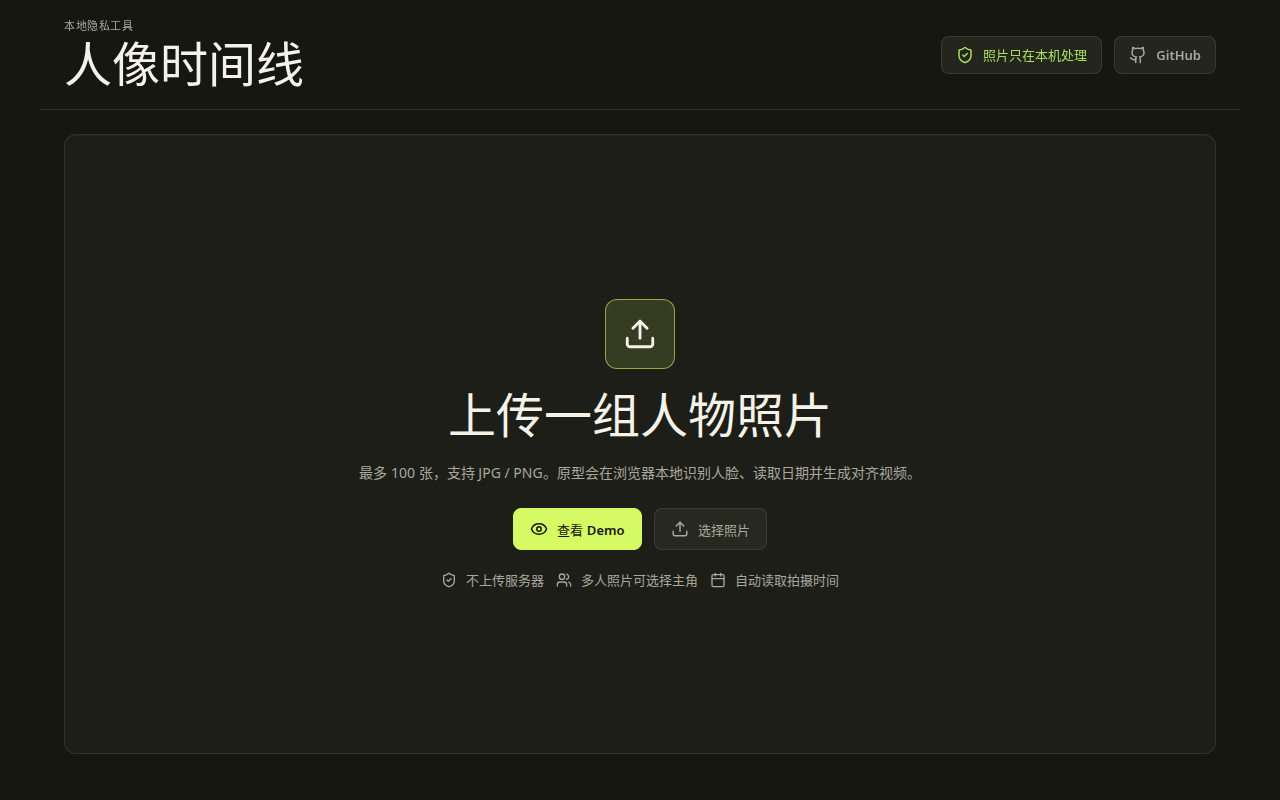 本地隐私工具
人像时间线
照片只在本机处理
GitHub
上传一组人物照片
最多 100 张，支持 JPG / PNG。原型会在浏览器本地识别人脸、读取日期并生成对齐视频。
查看 Demo
选择照片
不上传服务器
多人照片可选择主角
自动读取拍摄时间